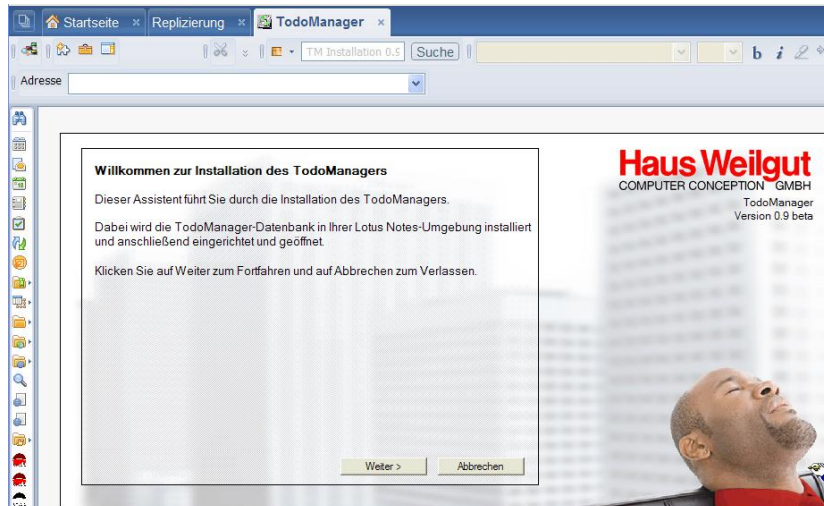 Startseite
Replizierung
TodoManager
TM Installation 0.9
Suche
b i
Adresse
Willkommen zur Installation des TodoManagers
Dieser Assistent führt Sie durch die Installation des TodoManagers.
Dabei wird die TodoManager-Datenbank in Ihrer Lotus Notes-Umgebung installiert
und anschließend eingerichtet und geöffnet.
Klicken Sie auf Weiter zum Fortfahren und auf Abbrechen zum Verlassen.
Weiter >
Abbrechen
Haus Weilgut
COMPUTER CONCEPTION GMBH
TodoManager
Version 0.9 beta